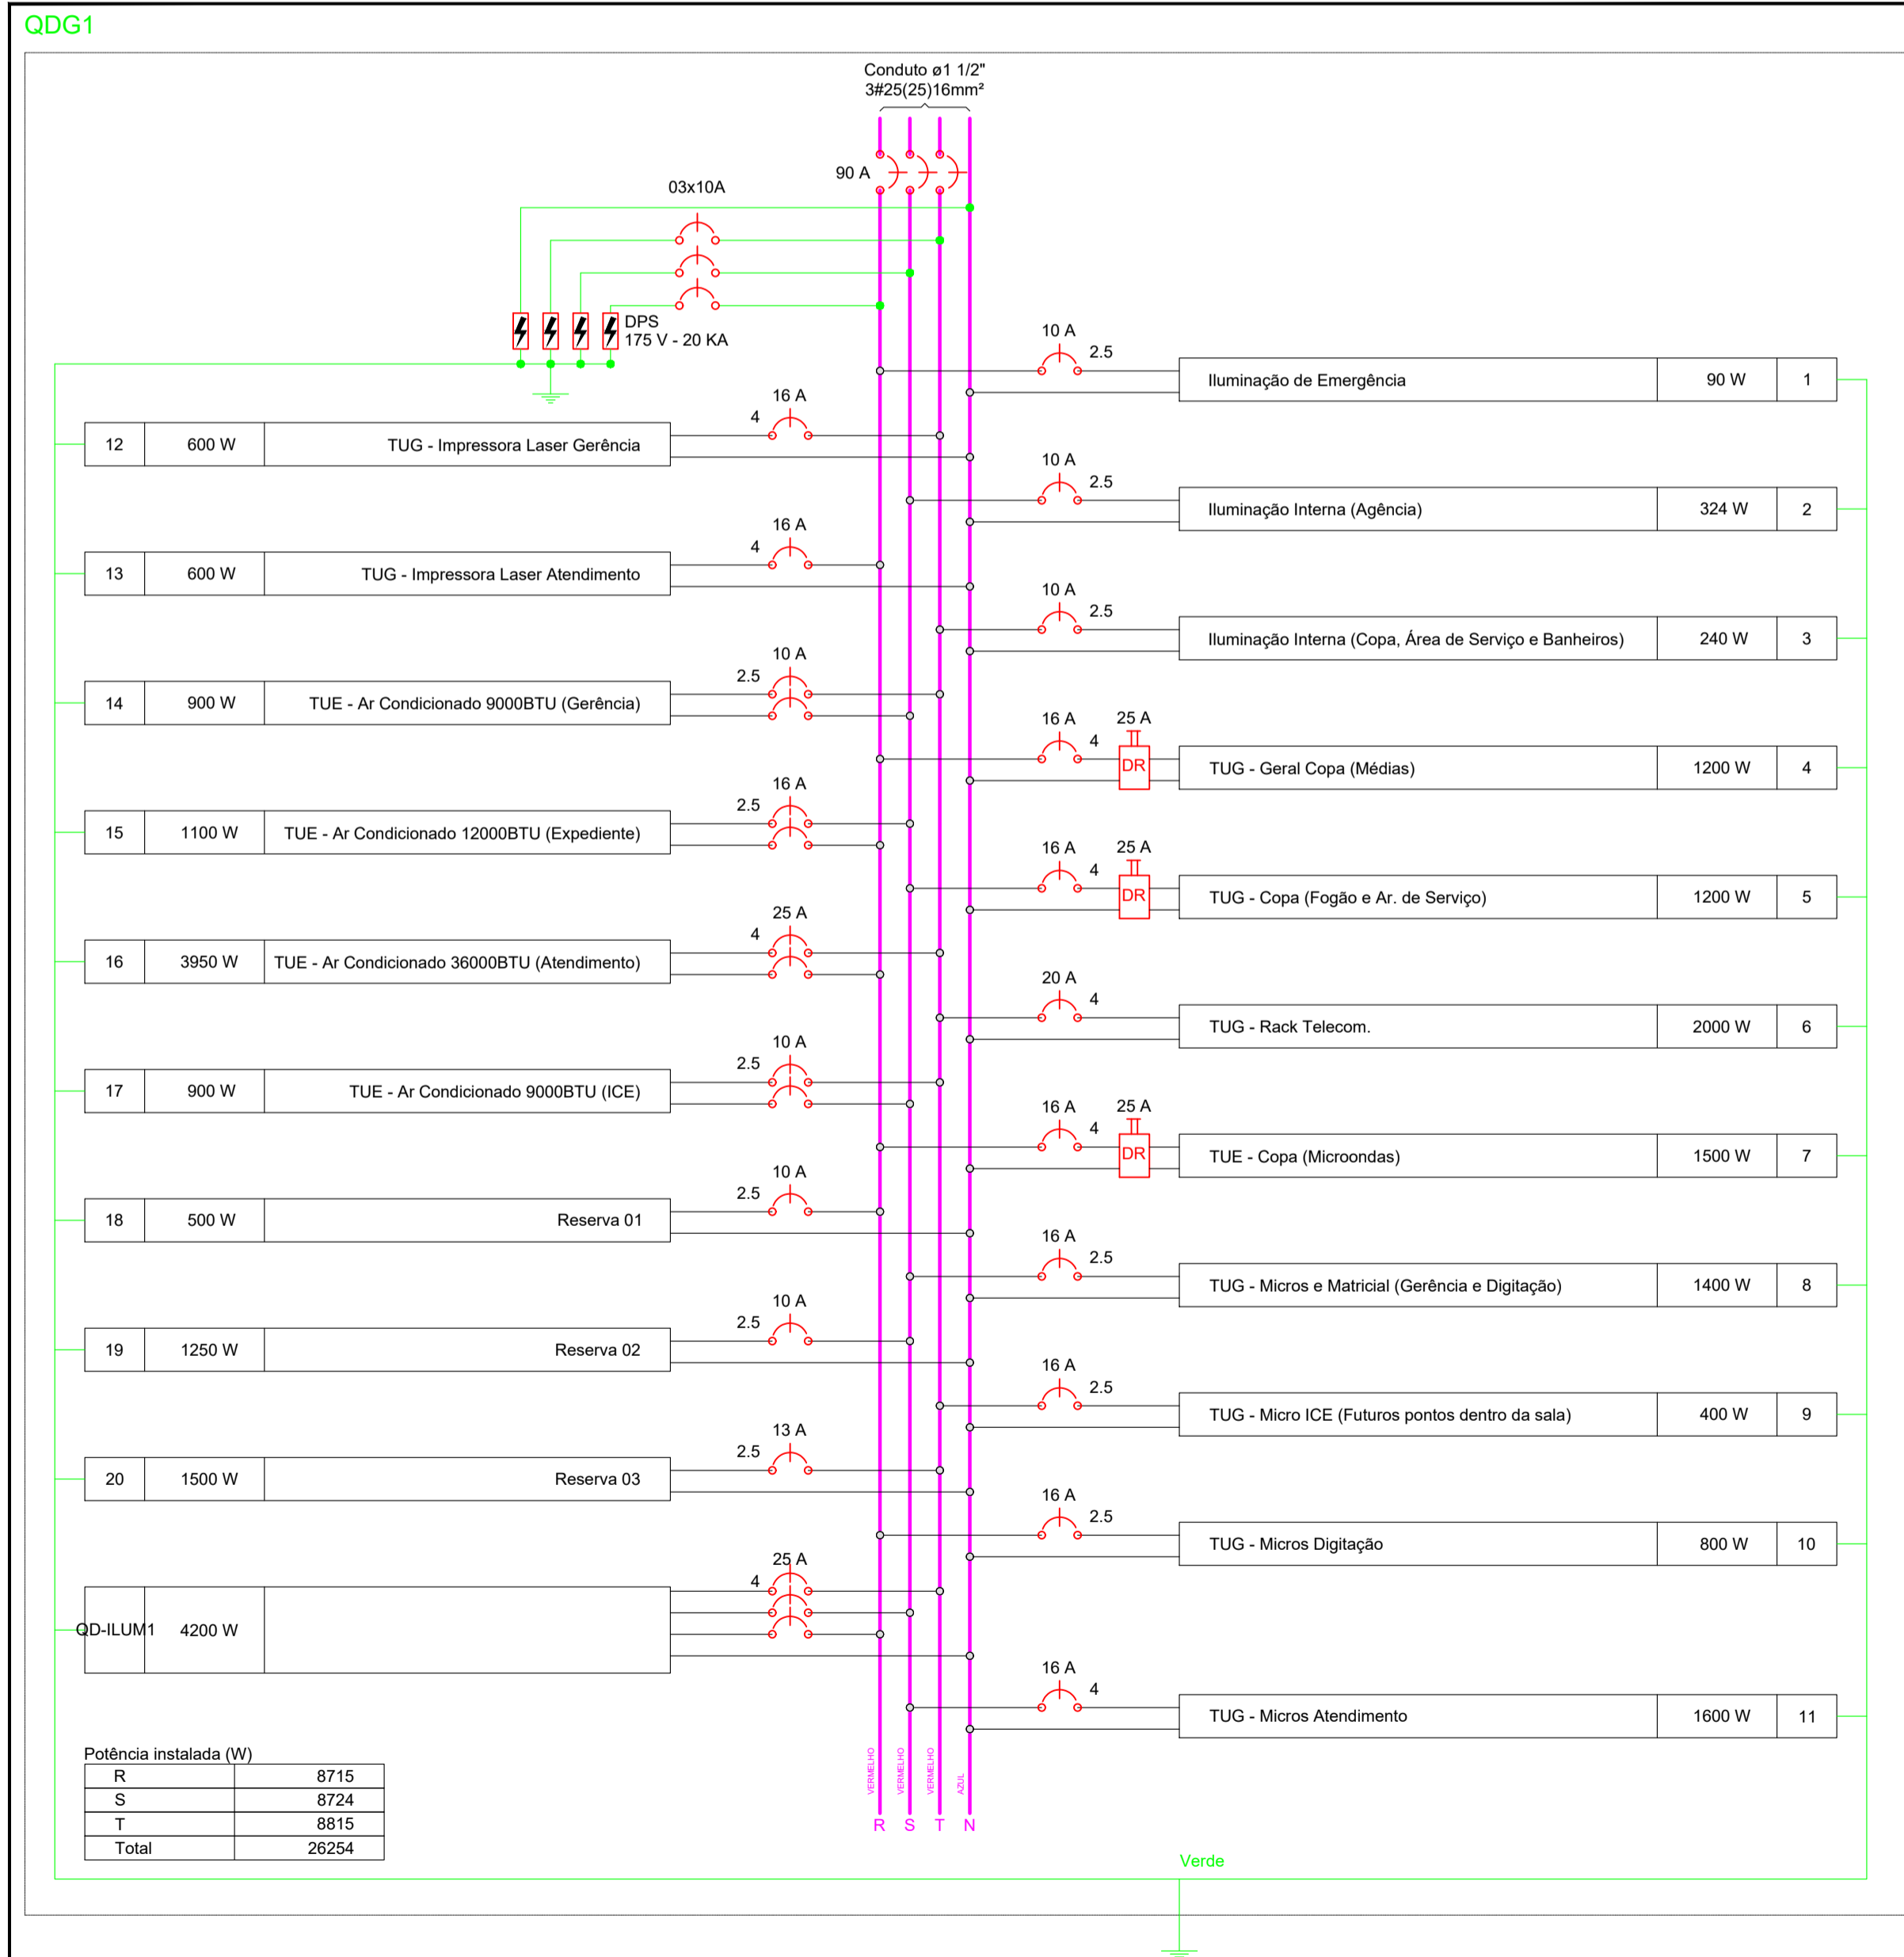 QDG1
Conduto ø1 1/2"
3#25(25)16mm²
90 A
03x10A
DPS
175 V - 20 KA
10 A
2.5
Iluminação de Emergência 90 W 1
16 A
4
12 600 W TUG - Impressora Laser Gerência
10 A
2.5
Iluminação Interna (Agência) 324 W 2
16 A
4
13 600 W TUG - Impressora Laser Atendimento
10 A
2.5
Iluminação Interna (Copa, Área de Serviço e Banheiros) 240 W 3
10 A
2.5
14 900 W TUE - Ar Condicionado 9000BTU (Gerência)
16 A 25 A
4
DR
TUG - Geral Copa (Médias) 1200 W 4
16 A
2.5
15 1100 W TUE - Ar Condicionado 12000BTU (Expediente)
16 A 25 A
4
DR
TUG - Copa (Fogão e Ar. de Serviço) 1200 W 5
25 A
4
16 3950 W TUE - Ar Condicionado 36000BTU (Atendimento)
20 A
4
TUG - Rack Telecom. 2000 W 6
10 A
2.5
17 900 W TUE - Ar Condicionado 9000BTU (ICE)
16 A 25 A
4
DR
TUE - Copa (Microondas) 1500 W 7
10 A
2.5
18 500 W Reserva 01
16 A
2.5
TUG - Micros e Matricial (Gerência e Digitação) 1400 W 8
10 A
2.5
19 1250 W Reserva 02
16 A
2.5
TUG - Micro ICE (Futuros pontos dentro da sala) 400 W 9
13 A
2.5
20 1500 W Reserva 03
16 A
2.5
TUG - Micros Digitação 800 W 10
25 A
4
QD-ILUM1 4200 W
16 A
4
TUG - Micros Atendimento 1600 W 11
Potência instalada (W)
R 8715
S 8724
T 8815
Total 26254
VERMELHO
VERMELHO
VERMELHO
AZUL
R S T N
Verde